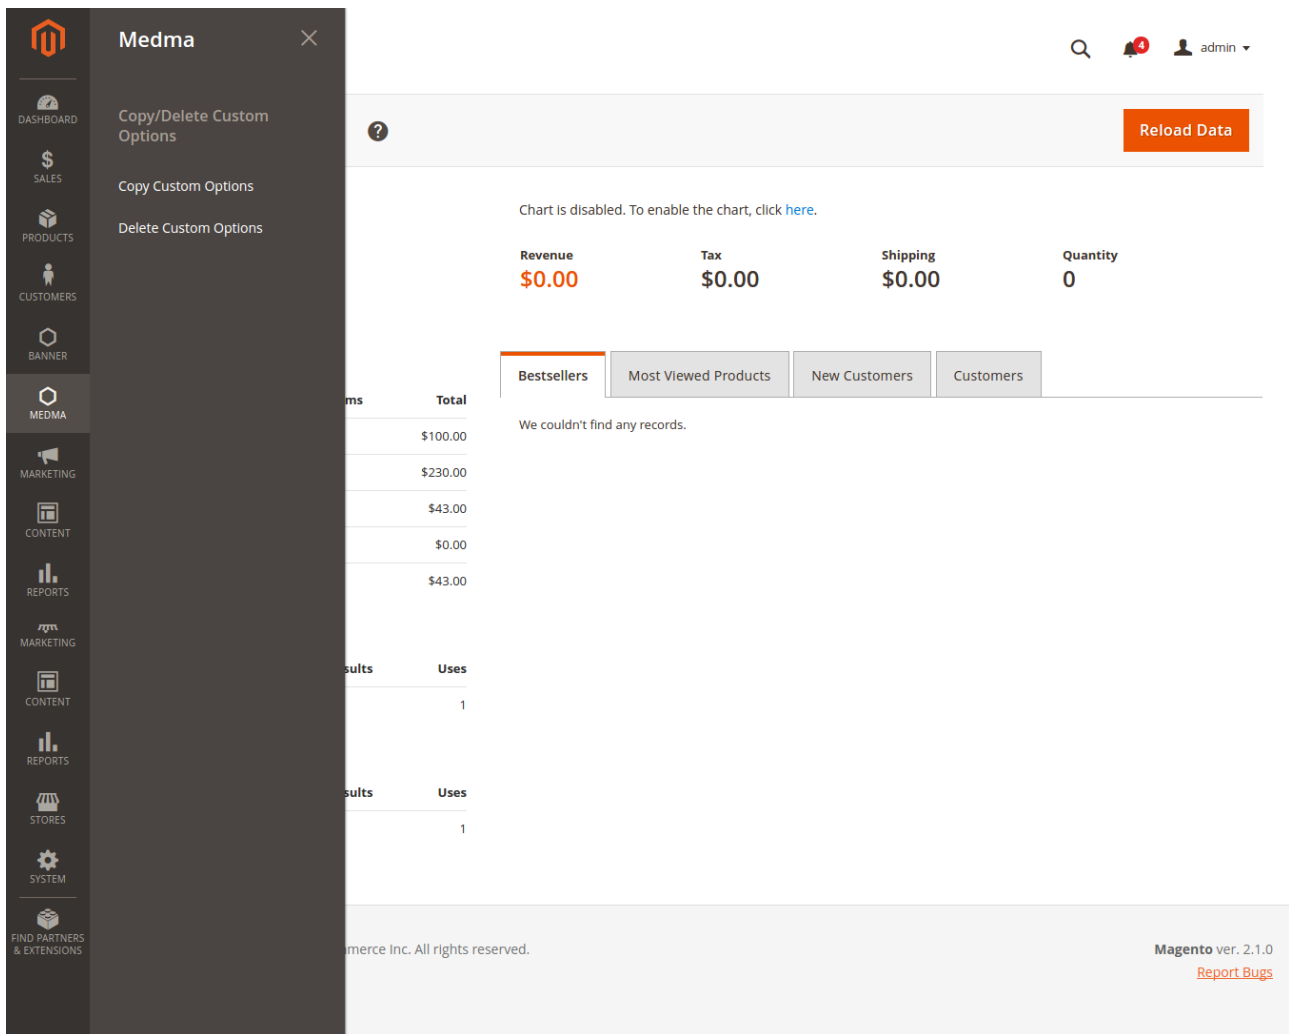 DASHBOARD
SALES
PRODUCTS
CUSTOMERS
BANNER
MEDMA
MARKETING
CONTENT
REPORTS
MARKETING
CONTENT
REPORTS
STORES
SYSTEM
FIND PARTNERS
& EXTENSIONS
Medma
Copy/Delete Custom
Options
Copy Custom Options
Delete Custom Options
4
admin
?
Reload Data
Chart is disabled. To enable the chart, click here.
Revenue Tax Shipping Quantity
$0.00 $0.00 $0.00 0
Bestsellers Most Viewed Products New Customers Customers
We couldn't find any records.
ms Total
$100.00
$230.00
$43.00
$0.00
$43.00
sults Uses
1
sults Uses
1
merce Inc. All rights reserved.
Magento ver. 2.1.0
Report Bugs